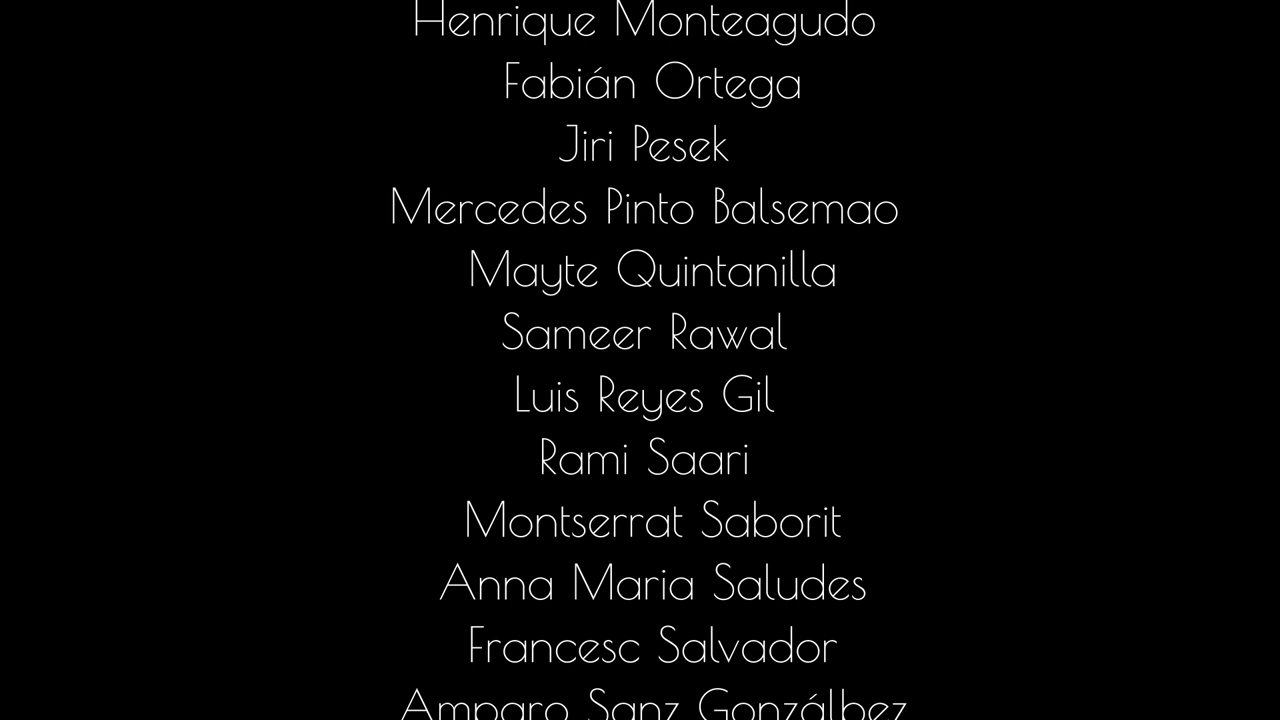 Henrique Monteagudo
Fabián Ortega
Jiri Pesek
Mercedes Pinto Balsemao
Mayte Quintanilla
Sameer Rawal
Luis Reyes Gil
Rami Saari
Montserrat Saborit
Anna Maria Saludes
Francesc Salvador
Amparo Sanz Gonzálbez